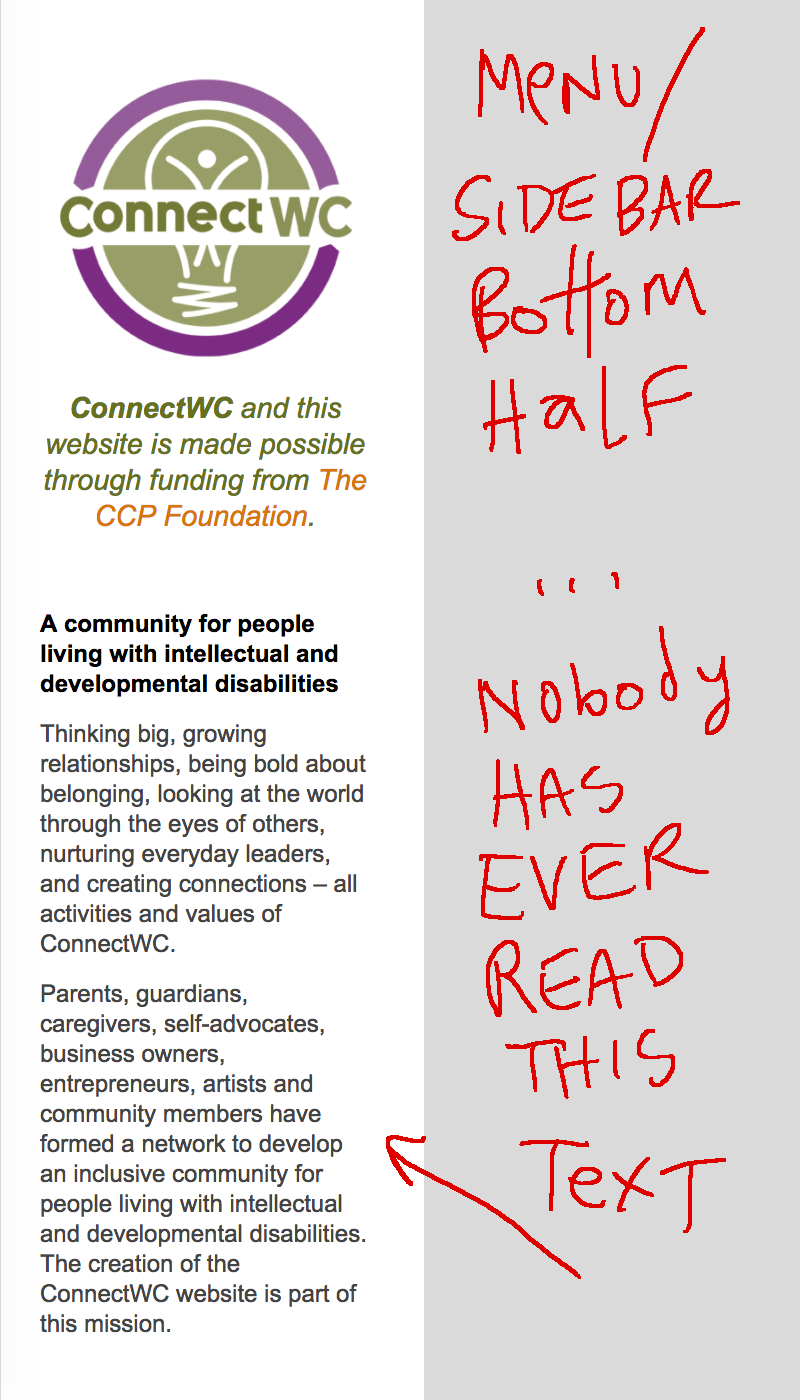 ConnectWC
ConnectWC and this
website is made possible
through funding from The
CCP Foundation.
A community for people
living with intellectual and
developmental disabilities
Thinking big, growing
relationships, being bold about
belonging, looking at the world
through the eyes of others,
nurturing everyday leaders,
and creating connections – all
activities and values of
ConnectWC.
Parents, guardians,
caregivers, self-advocates,
business owners,
entrepreneurs, artists and
community members have
formed a network to develop
an inclusive community for
people living with intellectual
and developmental disabilities.
The creation of the
ConnectWC website is part of
this mission.
MeNU/
SIDEBAR
BOttOM
HaLF
...
Nobody
HAS
EVER
READ
THIS
TexT